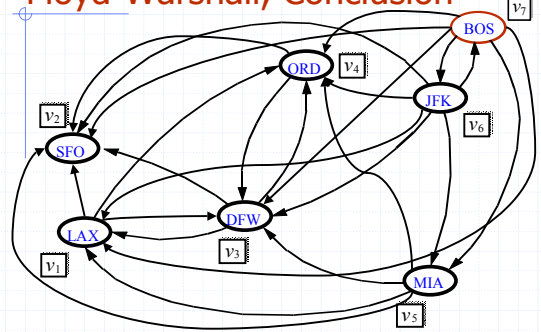 Floyd-Warshall, Conclusion
v7
BOS
ORD
v4
JFK
v2
v6
SFO
DFW
LAX
v3
v1
MIA
v5